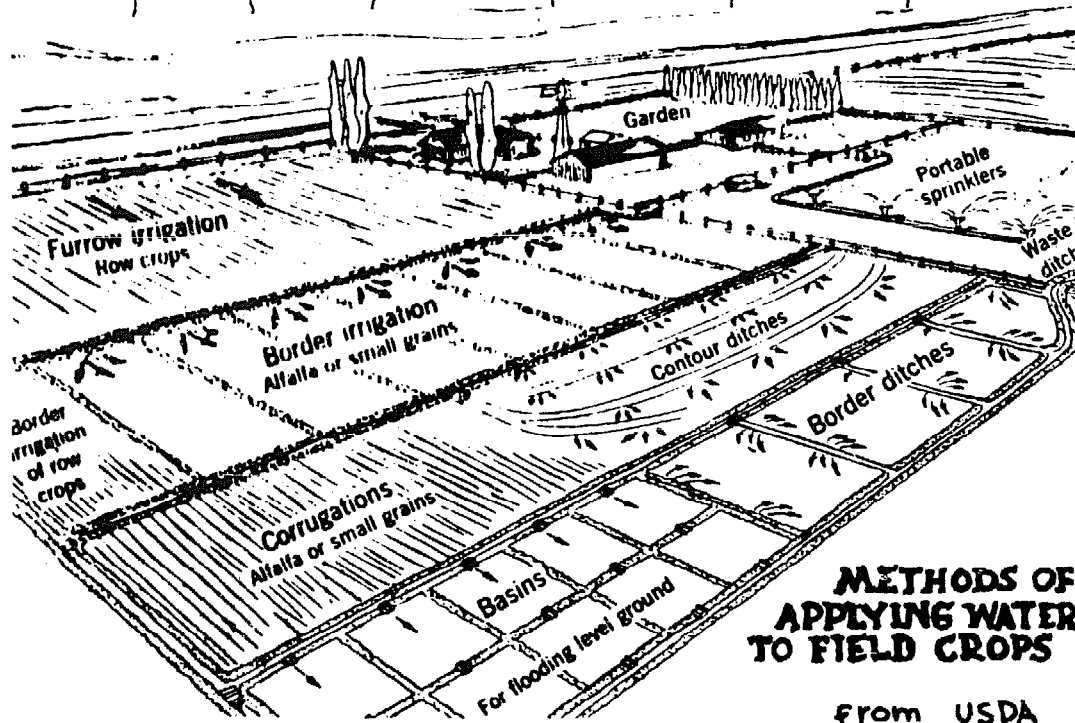 Garden
Portable
sprinklers
Furrow irrigation
Row crops
Waste
ditch
Border irrigation
Alfalfa or small grains
Contour ditches
Border ditches
Border
irrigation
of row
crops
Corrugations
Alfalfa or small grains
Basins
For flooding level ground
METHODS OF
APPLYING WATER
TO FIELD CROPS
from USDA